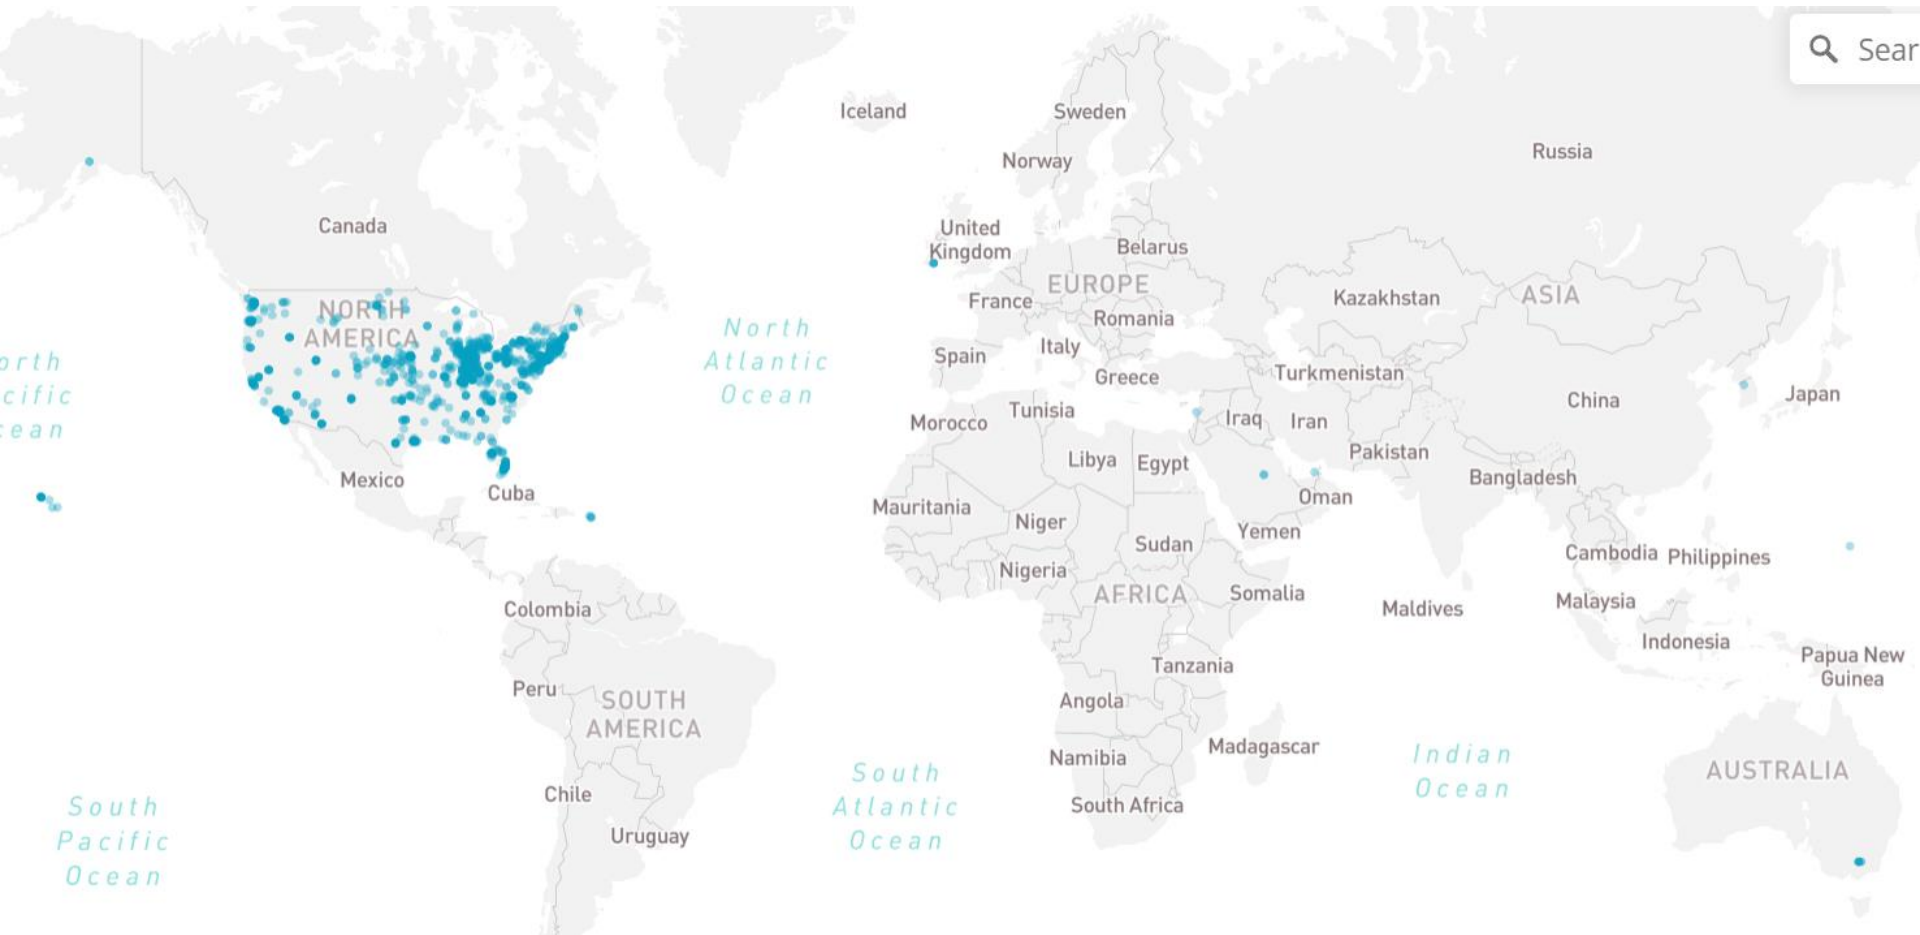 Sear
Iceland
Sweden
Norway
Russia
Canada
United
Kingdom
Belarus
EUROPE
France
Kazakhstan
ASIA
NORTH
AMERICA
Romania
North
Atlantic
Ocean
Italy
Spain
Greece
Turkmenistan
China
Japan
orth
cific
cean
Tunisia
Morocco
Iraq
Iran
Pakistan
Libya
Egypt
Bangladesh
Mexico
Cuba
Oman
Mauritania
Niger
Yemen
Sudan
Cambodia
Philippines
Nigeria
AFRICA
Somalia
Malaysia
Maldives
Colombia
Indonesia
Tanzania
Papua New
Guinea
Peru
SOUTH
AMERICA
Angola
Madagascar
Namibia
Indian
Ocean
AUSTRALIA
South
Atlantic
Ocean
Chile
South Africa
South
Pacific
Ocean
Uruguay